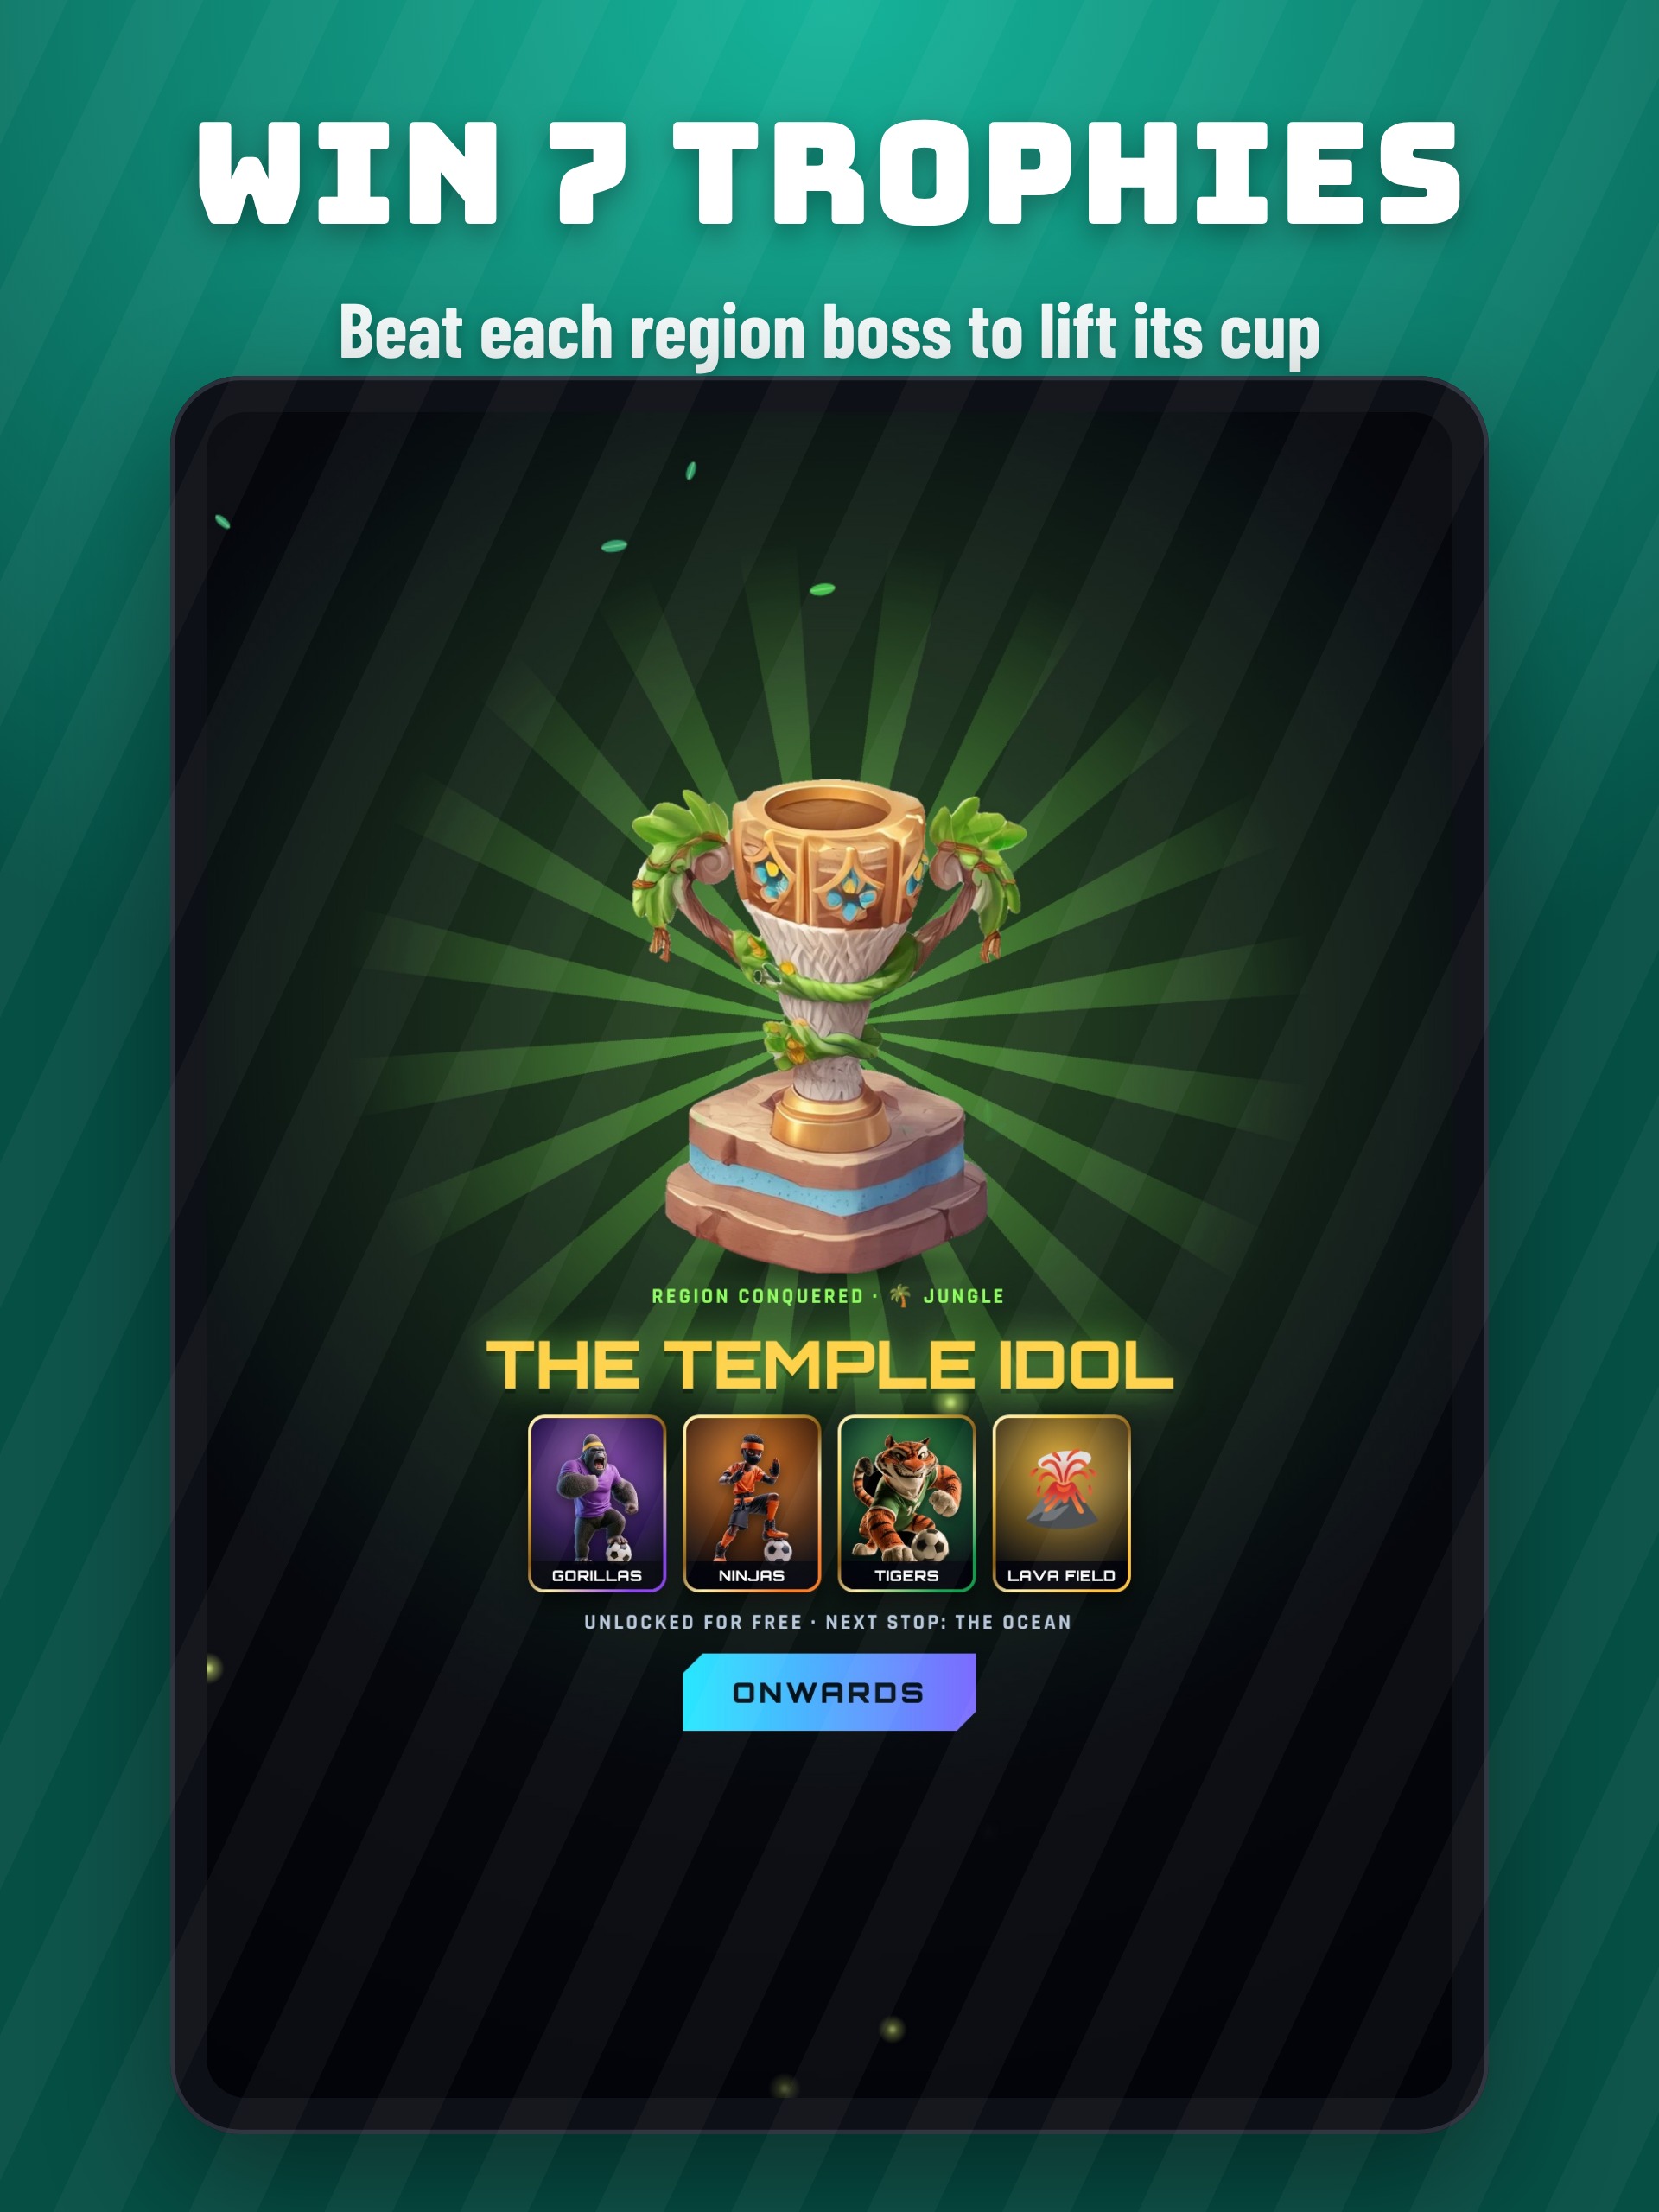 WIN 7 TROPHIES
Beat each region boss to lift its cup
REGION CONQUERED · 🌴 JUNGLE
THE TEMPLE IDOL
GORILLAS
NINJAS
TIGERS
LAVA FIELD
UNLOCKED FOR FREE · NEXT STOP: THE OCEAN
ONWARDS